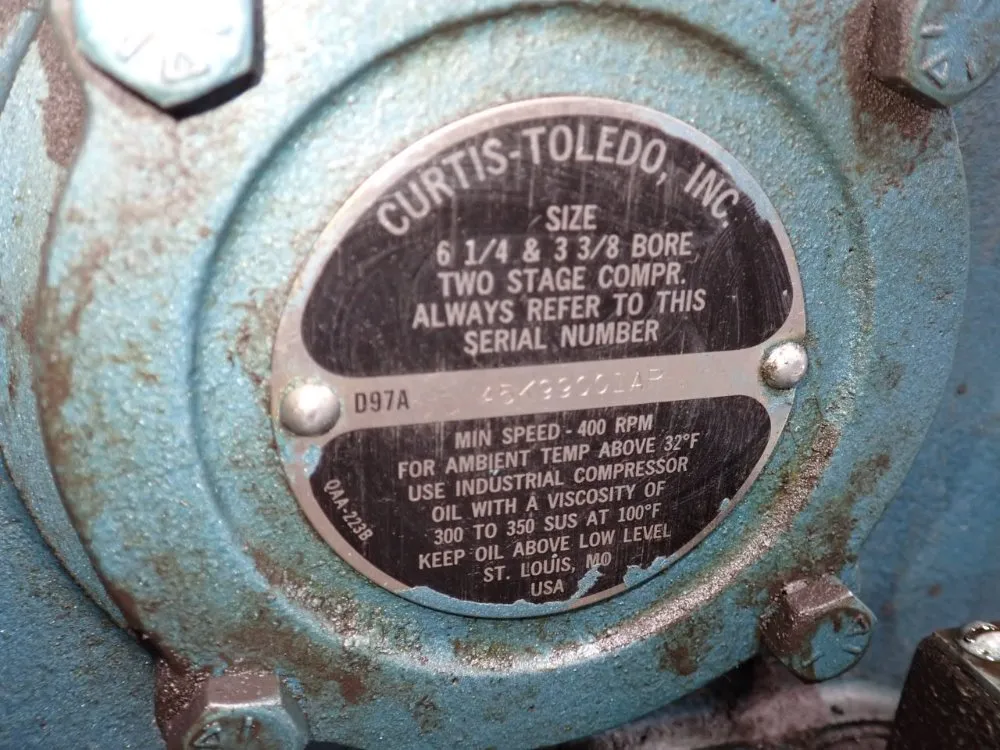 CURTIS-TOLEDO, INC
SIZE
6 1/4 & 3 3/8 BORE
TWO STAGE COMPR.
ALWAYS REFER TO THIS
SERIAL NUMBER
D97A
MIN SPEED - 400 RPM
FOR AMBIENT TEMP ABOVE 32°F
USE INDUSTRIAL COMPRESSOR
OIL WITH A VISCOSITY OF
300 TO 350 SUS AT 100°F
KEEP OIL ABOVE LOW LEVEL
ST. LOUIS, MO
USA
0AA-223B